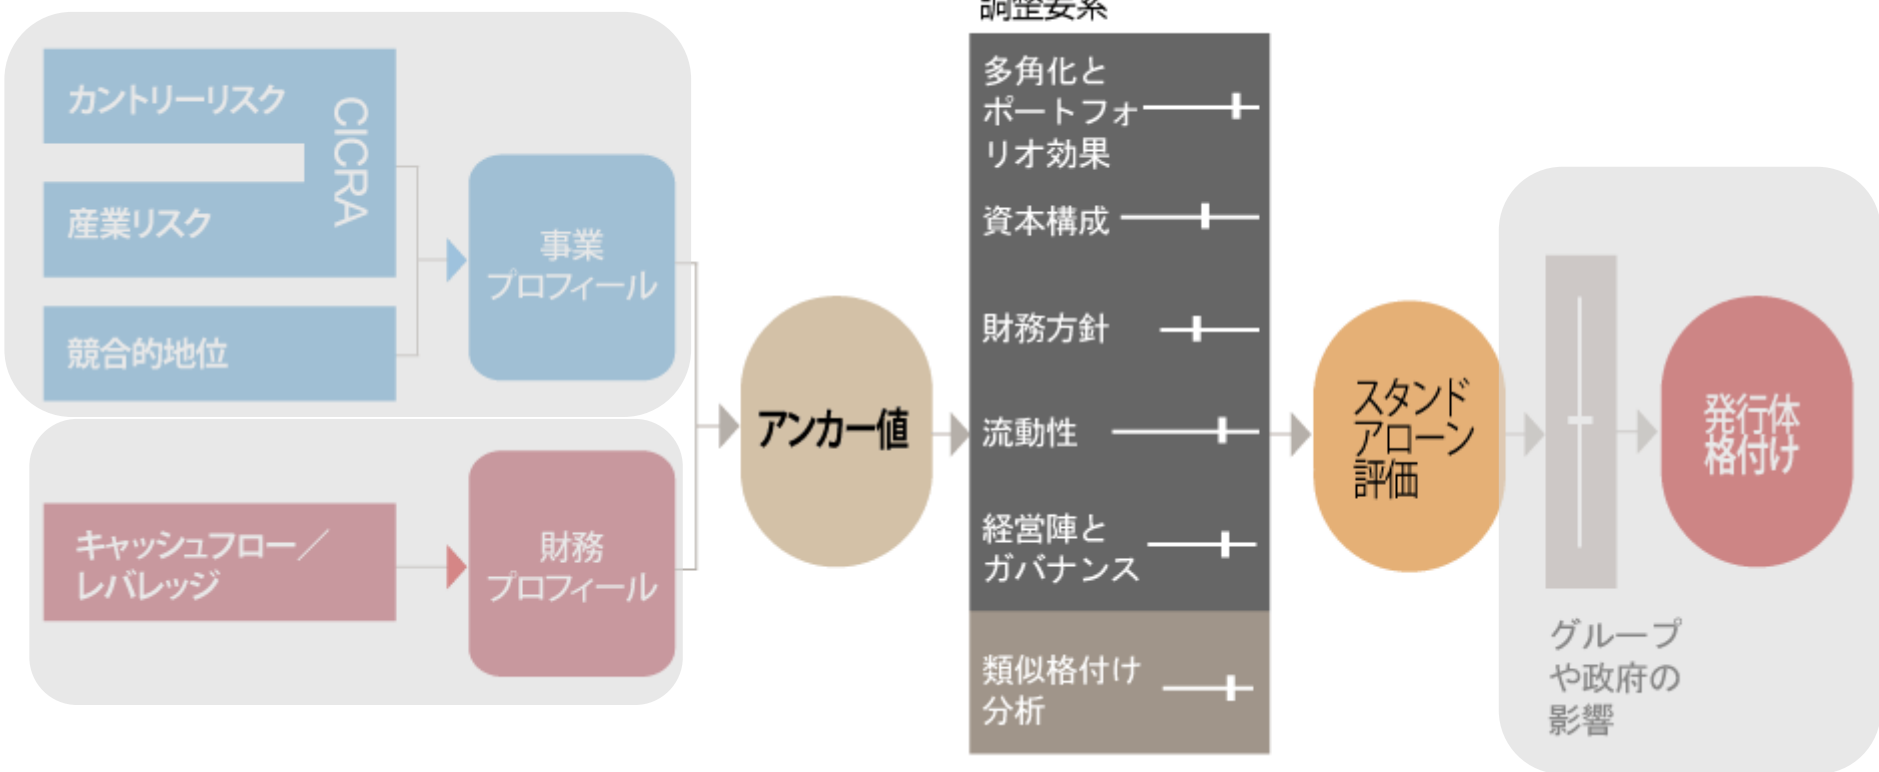 カントリーリスク
CICRA
産業リスク
競合的地位
事業
プロフィール
キャッシュフロー／
レバレッジ
財務
プロフィール
アンカー値
調整要素
多角化と
ポートフォ
リオ効果
資本構成
財務方針
流動性
経営陣と
ガバナンス
類似格付け
分析
スタンド
アローン
評価
グループ
や政府の
影響
発行体
格付け